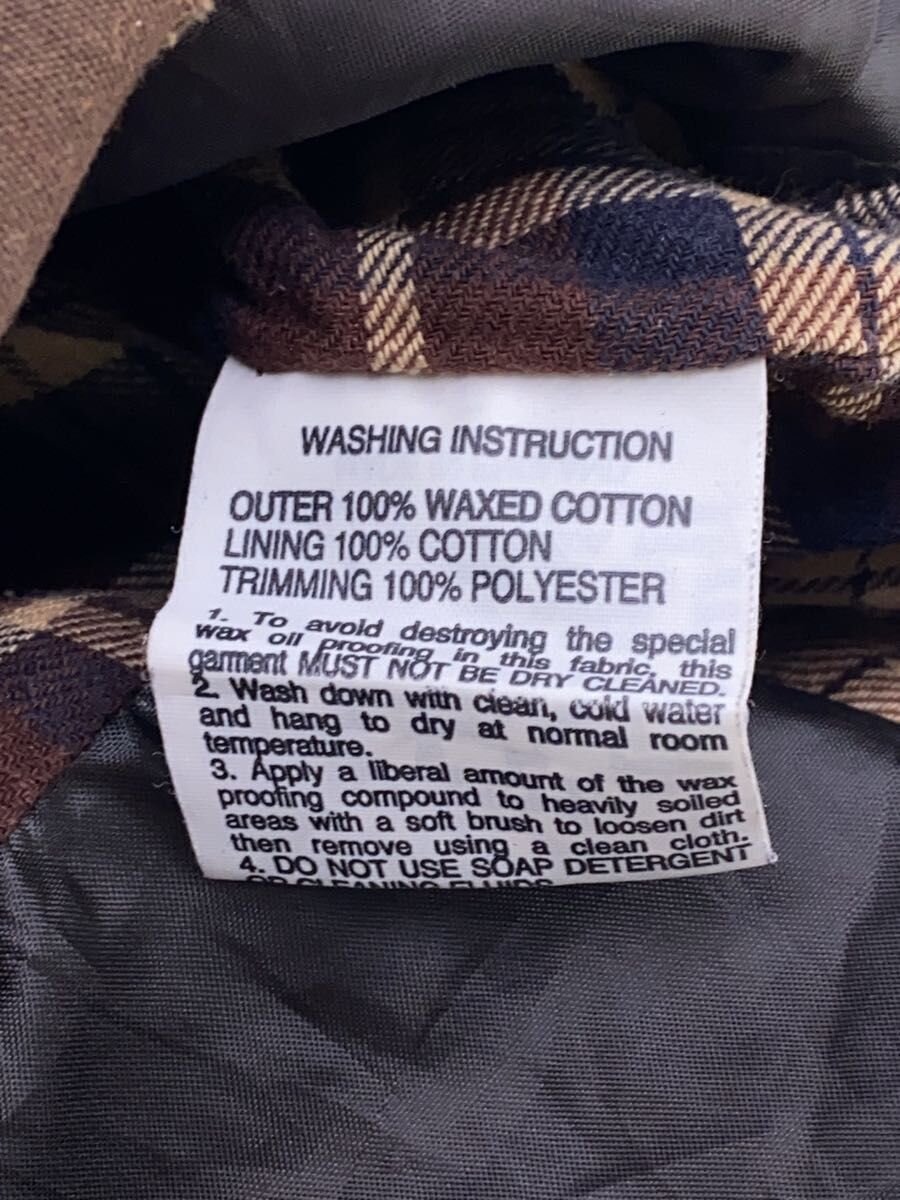 WASHING INSTRUCTION
OUTER 100% WAXED COTTON
LINING 100% COTTON
TRIMMING 100% POLYESTER
1. To avoid destroying the special
wax oil proofing in this fabric, this
garment MUST NOT BE DRY CLEANED.
2. Wash down with clean, cold water
and hang to dry at normal room
temperature.
3. Apply a liberal amount of the wax
proofing compound to heavily soiled
areas with a soft brush to loosen dirt
then remove using a clean cloth.
4. DO NOT USE SOAP DETERGENT
OR CLEANING FLUIDS